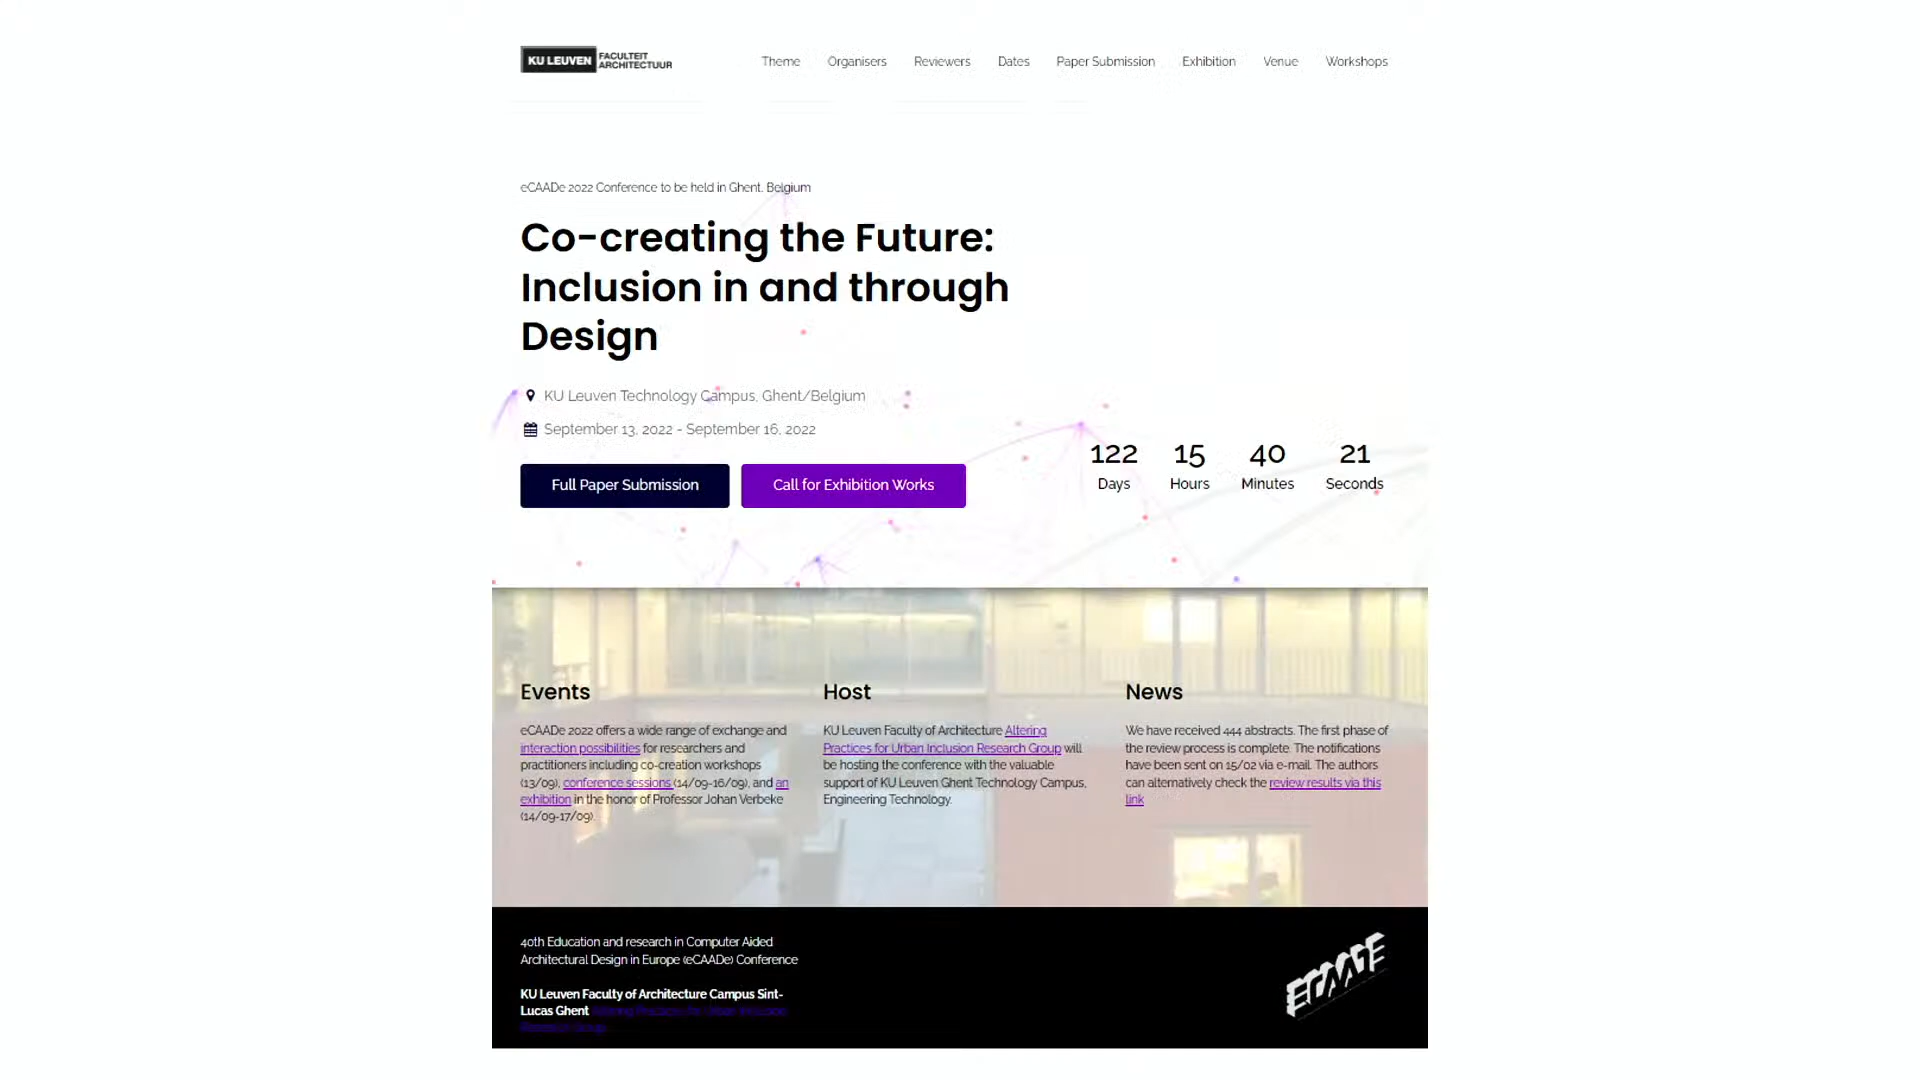 KU LEUVEN FACULTEIT ARCHITECTUUR
Theme Organisers Reviewers Dates Paper Submission Exhibition Venue Workshops
eCAADe 2022 Conference to be held in Ghent, Belgium
Co-creating the Future:
Inclusion in and through
Design
KU Leuven Technology Campus, Ghent/Belgium
September 13, 2022 - September 16, 2022
Full Paper Submission
Call for Exhibition Works
122 15 40 21
Days Hours Minutes Seconds
Events
eCAADe 2022 offers a wide range of exchange and
interaction possibilities for researchers and
practitioners including co-creation workshops
(13/09), conference sessions (14/09-16/09), and an
exhibition in the honor of Professor Johan Verbeke
(14/09-17/09).
Host
KU Leuven Faculty of Architecture Altering
Practices for Urban Inclusion Research Group will
be hosting the conference with the valuable
support of KU Leuven Ghent Technology Campus,
Engineering Technology.
News
We have received 444 abstracts. The first phase of
the review process is complete. The notifications
have been sent on 15/02 via e-mail. The authors
can alternatively check the review results via this
link
40th Education and research in Computer Aided
Architectural Design in Europe (eCAADe) Conference
KU Leuven Faculty of Architecture Campus Sint-
Lucas Ghent Altering Practices for Urban Inclusion
Research Group
ECAADE